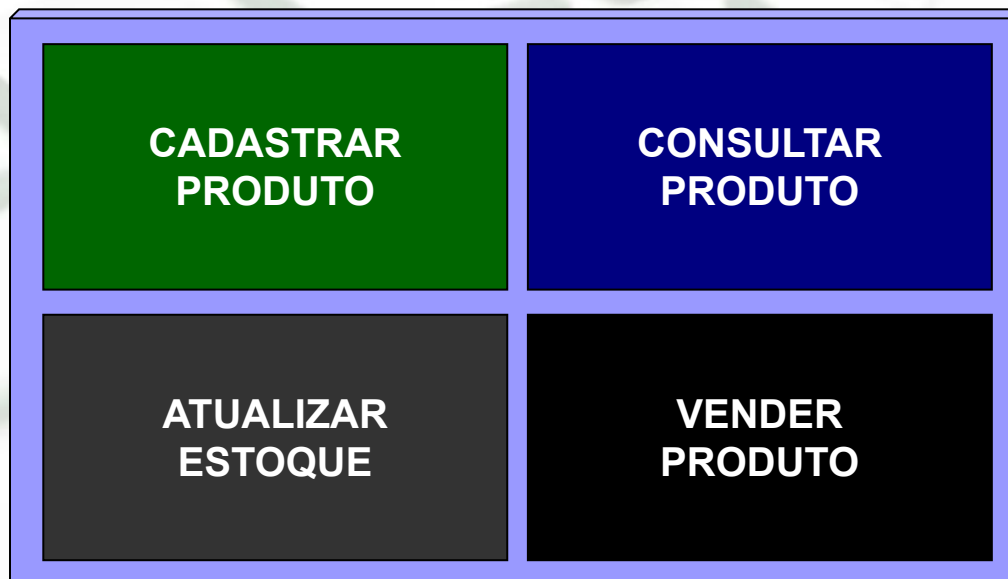 CADASTRAR
PRODUTO
CONSULTAR
PRODUTO
ATUALIZAR
ESTOQUE
VENDER
PRODUTO